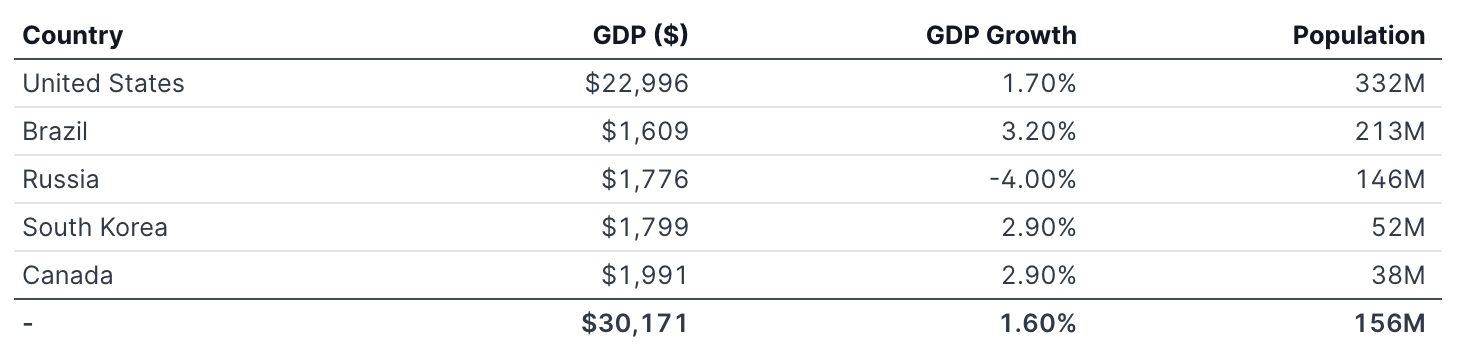 Country GDP ($) GDP Growth Population
United States $22,996 1.70% 332M
Brazil $1,609 3.20% 213M
Russia $1,776 -4.00% 146M
South Korea $1,799 2.90% 52M
Canada $1,991 2.90% 38M
- $30,171 1.60% 156M